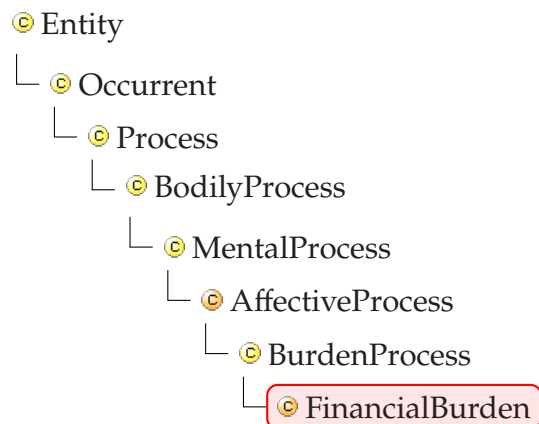 Entity
Occurrent
Process
BodilyProcess
MentalProcess
AffectiveProcess
BurdenProcess
FinancialBurden